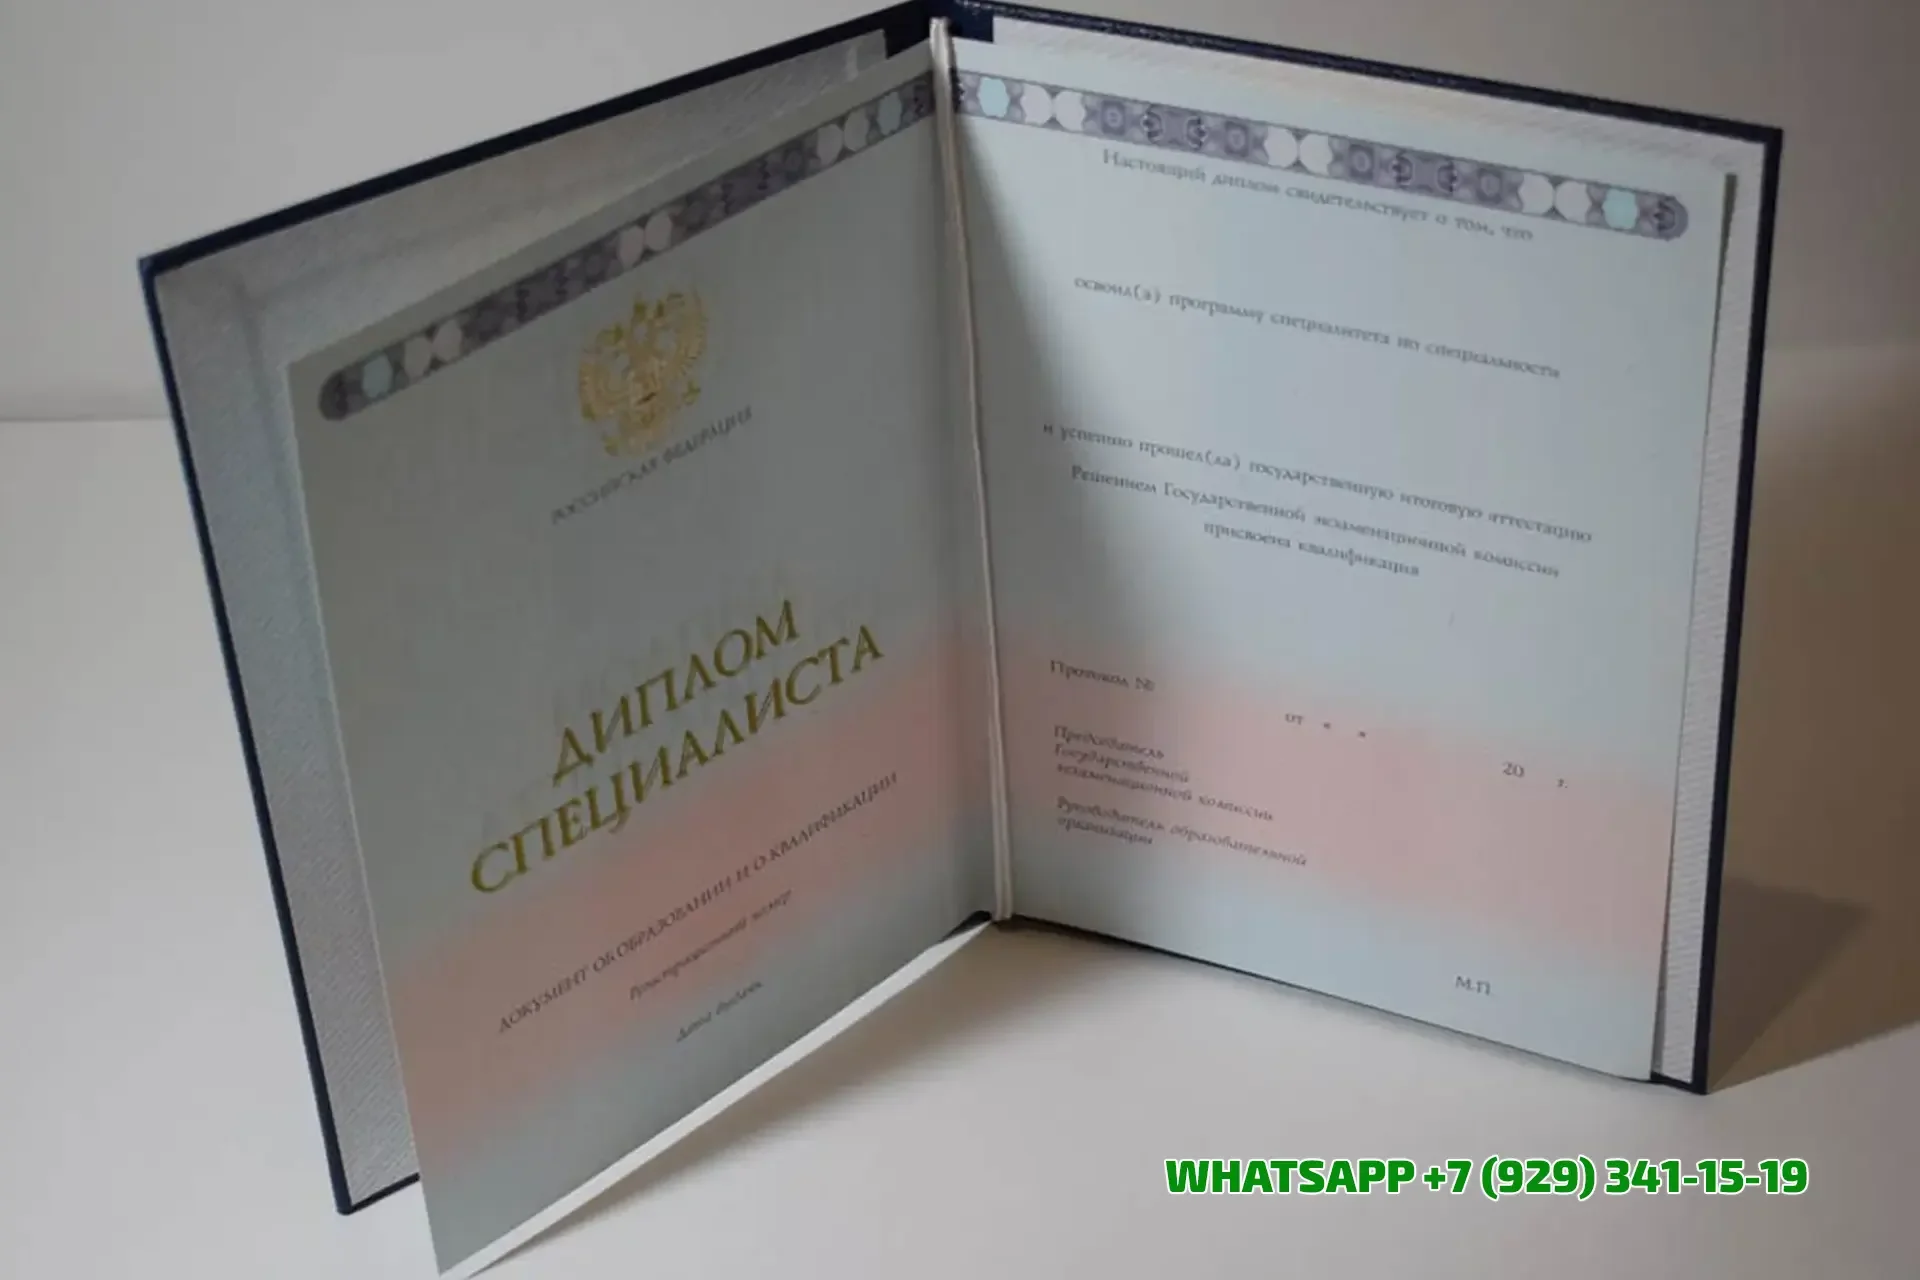 РОССИЙСКАЯ ФЕДЕРАЦИЯ
ДИПЛОМ
СПЕЦИАЛИСТА
ДОКУМЕНТ ОБ ОБРАЗОВАНИИ И О КВАЛИФИКАЦИИ
Регистрационный номер
Дата выдачи
Настоящий диплом свидетельствует о том, что
освоил(а) программу специалитета по специальности
и успешно прошел(ла) государственную итоговую аттестацию
Решением Государственной экзаменационной комиссии
присвоена квалификация
Протокол №
от « »
20 г.
Председатель
Государственной
экзаменационной комиссии
Руководитель образовательной
организации
М.П.
WHATSAPP +7 (929) 341-15-19